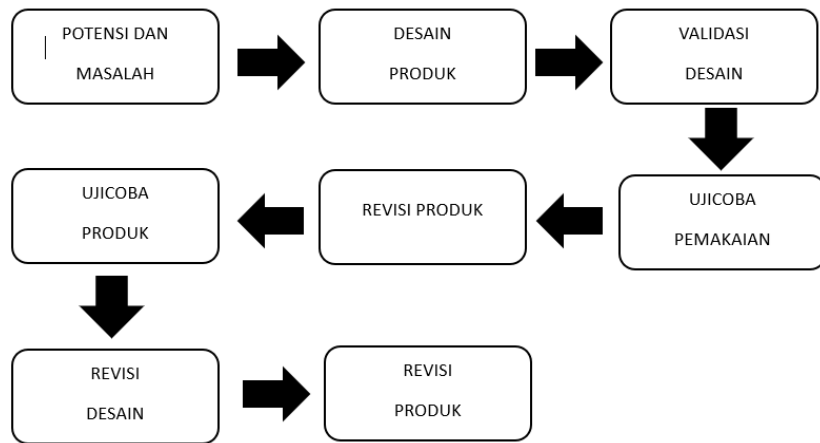 POTENSI DAN
MASALAH
DESAIN
PRODUK
VALIDASI
DESAIN
UJICOBA
PEMAKAIAN
REVISI PRODUK
UJICOBA
PRODUK
REVISI
DESAIN
REVISI
PRODUK